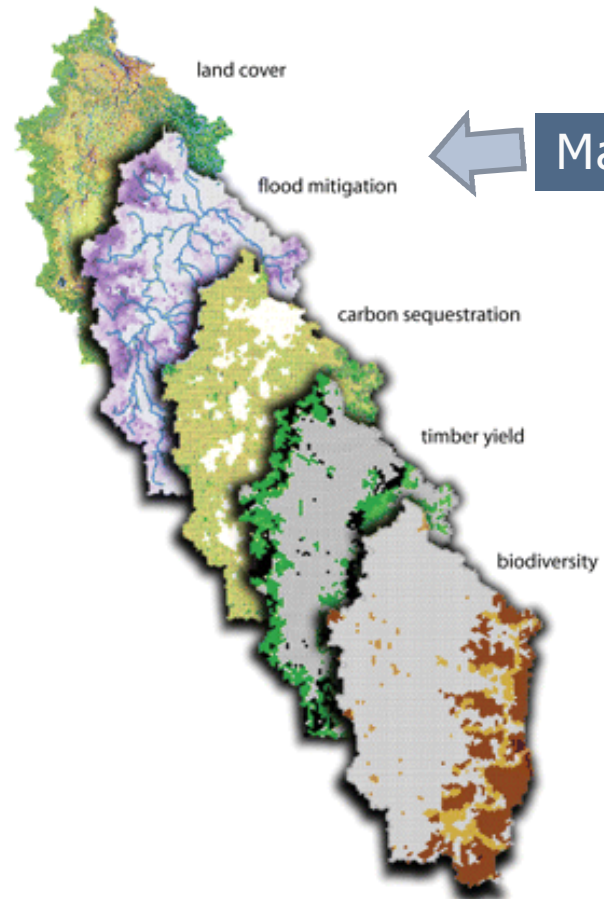 land cover
flood mitigation
carbon sequestration
timber yield
biodiversity